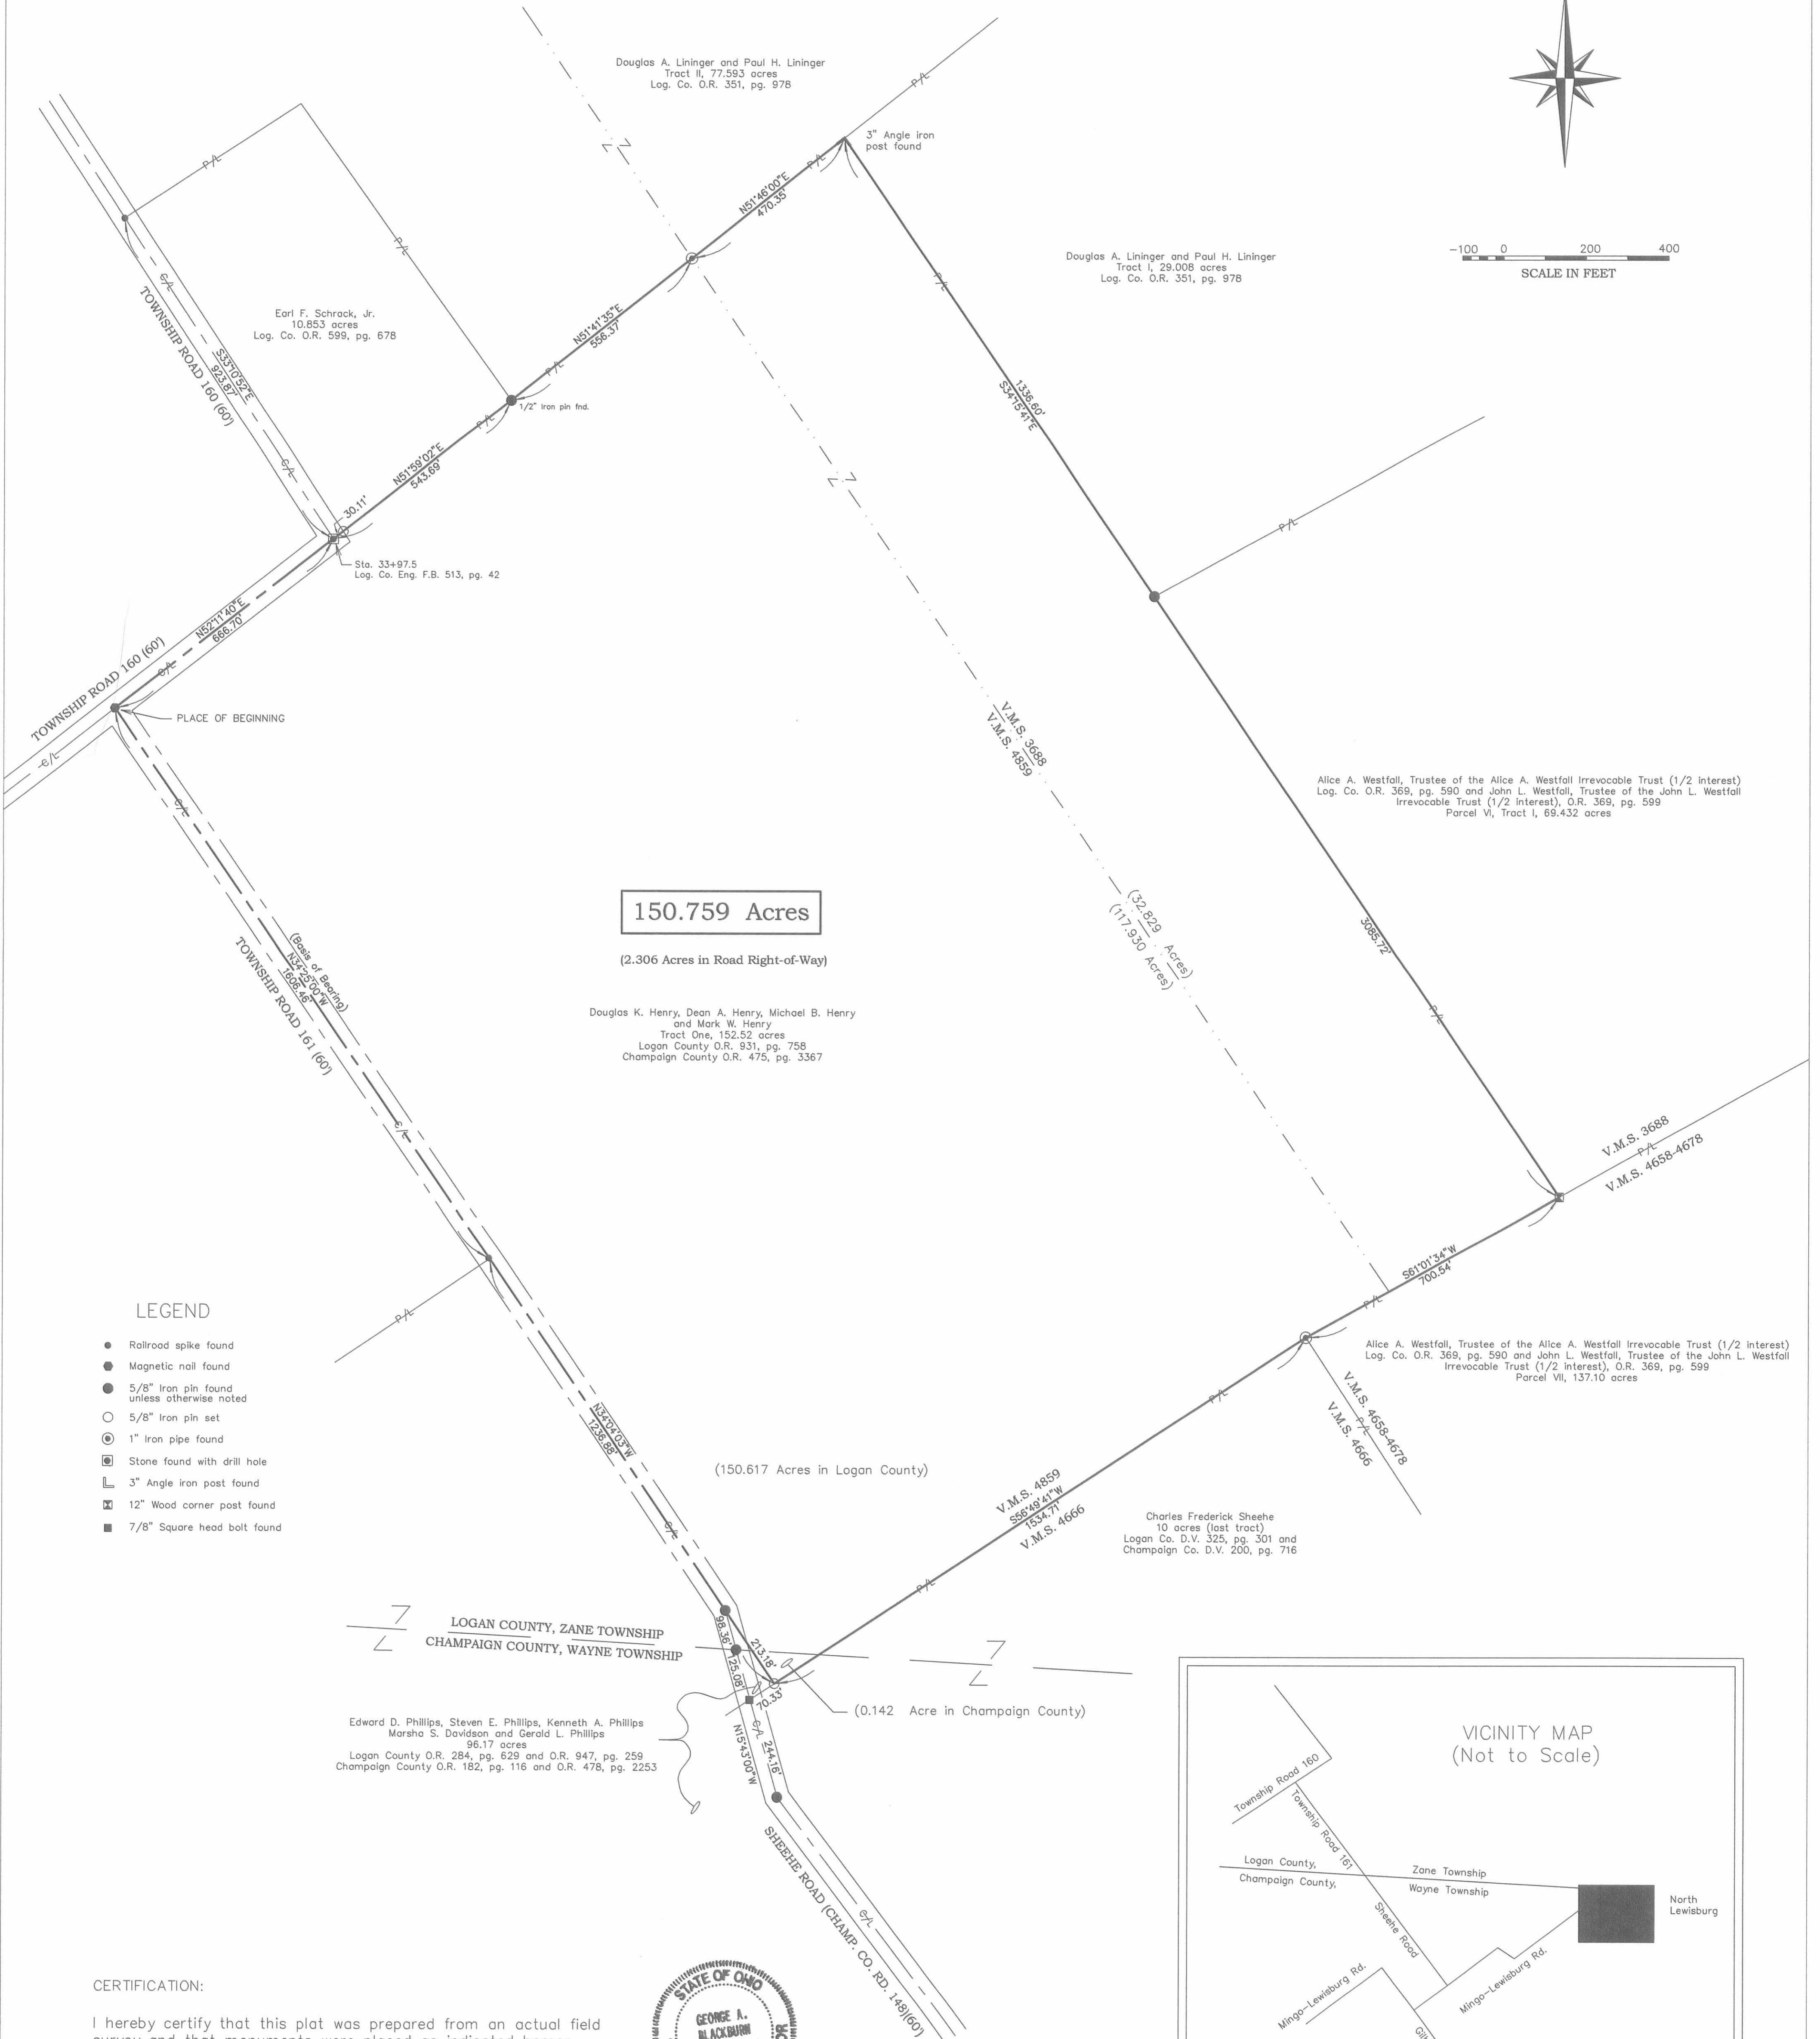 Douglas A. Lininger and Paul H. Lininger
Tract II, 77.593 acres
Log. Co. O.R. 351, pg. 978
P/L
3" Angle iron
post found
P/L
N51°46'00"E
470.35'
P/L
P/L
Douglas A. Lininger and Paul H. Lininger
Tract I, 29.008 acres
Log. Co. O.R. 351, pg. 978
-100 0 200 400
SCALE IN FEET
P/L
C/L
Earl F. Schrack, Jr.
10.853 acres
Log. Co. O.R. 599, pg. 678
N51°41'35"E
556.37'
P/L
TOWNSHIP ROAD 160 (60')
S33°10'52"E
923.87'
C/L
1/2" Iron pin fnd.
P/L
1336.60'
S34°15'41"E
N51°59'02"E
543.69'
30.11'
P/L
Sta. 33+97.5
Log. Co. Eng. F.B. 513, pg. 42
N52°11'40"E
666.70'
C/L
TOWNSHIP ROAD 160 (60')
C/L
PLACE OF BEGINNING
V.M.S. 3688
V.M.S. 4859
C/L
Alice A. Westfall, Trustee of the Alice A. Westfall Irrevocable Trust (1/2 interest)
Log. Co. O.R. 369, pg. 590 and John L. Westfall, Trustee of the John L. Westfall
Irrevocable Trust (1/2 interest), O.R. 369, pg. 599
Parcel VI, Tract I, 69.432 acres
150.759 Acres
(2.306 Acres in Road Right-of-Way)
(32.829 Acres)
(117.930 Acres)
3085.72'
P/L
(Basis of Bearing)
N34°25'00"W
1606.46'
TOWNSHIP ROAD 161 (60')
Douglas K. Henry, Dean A. Henry, Michael B. Henry
and Mark W. Henry
Tract One, 152.52 acres
Logan County O.R. 931, pg. 758
Champaign County O.R. 475, pg. 3367
C/L
V.M.S. 3688
P/L
V.M.S. 4658-4678
S61°01'34"W
700.54'
P/L
P/L
LEGEND
Railroad spike found
Magnetic nail found
5/8" Iron pin found
unless otherwise noted
5/8" Iron pin set
1" Iron pipe found
Stone found with drill hole
3" Angle iron post found
12" Wood corner post found
7/8" Square head bolt found
Alice A. Westfall, Trustee of the Alice A. Westfall Irrevocable Trust (1/2 interest)
Log. Co. O.R. 369, pg. 590 and John L. Westfall, Trustee of the John L. Westfall
Irrevocable Trust (1/2 interest), O.R. 369, pg. 599
Parcel VII, 137.10 acres
V.M.S. 4658-4678
P/L
V.M.S. 4666
P/L
N34°04'03"W
1236.88'
C/L
(150.617 Acres in Logan County)
V.M.S. 4859
S56°49'41"W
1534.71'
V.M.S. 4666
P/L
Charles Frederick Sheehe
10 acres (last tract)
Logan Co. D.V. 325, pg. 301 and
Champaign Co. D.V. 200, pg. 716
LOGAN COUNTY, ZANE TOWNSHIP
CHAMPAIGN COUNTY, WAYNE TOWNSHIP
98.36'
213.18'
125.08'
70.33'
(0.142 Acre in Champaign County)
Edward D. Phillips, Steven E. Phillips, Kenneth A. Phillips
Marsha S. Davidson and Gerald L. Phillips
96.17 acres
Logan County O.R. 284, pg. 629 and O.R. 947, pg. 259
Champaign County O.R. 182, pg. 116 and O.R. 478, pg. 2253
N15°43'00"W
C/L
244.16'
SHEEHE ROAD (CHAMP. CO. RD. 148)(60')
C/L
VICINITY MAP
(Not to Scale)
Township Road 160
Township Road 161
Logan County,
Zane Township
Champaign County,
Wayne Township
North
Lewisburg
Sheehe Road
Mingo-Lewisburg Rd.
Mingo-Lewisburg Rd.
CERTIFICATION:
I hereby certify that this plat was prepared from an actual field
STATE OF OHIO
GEORGE A.
BLACKBURN